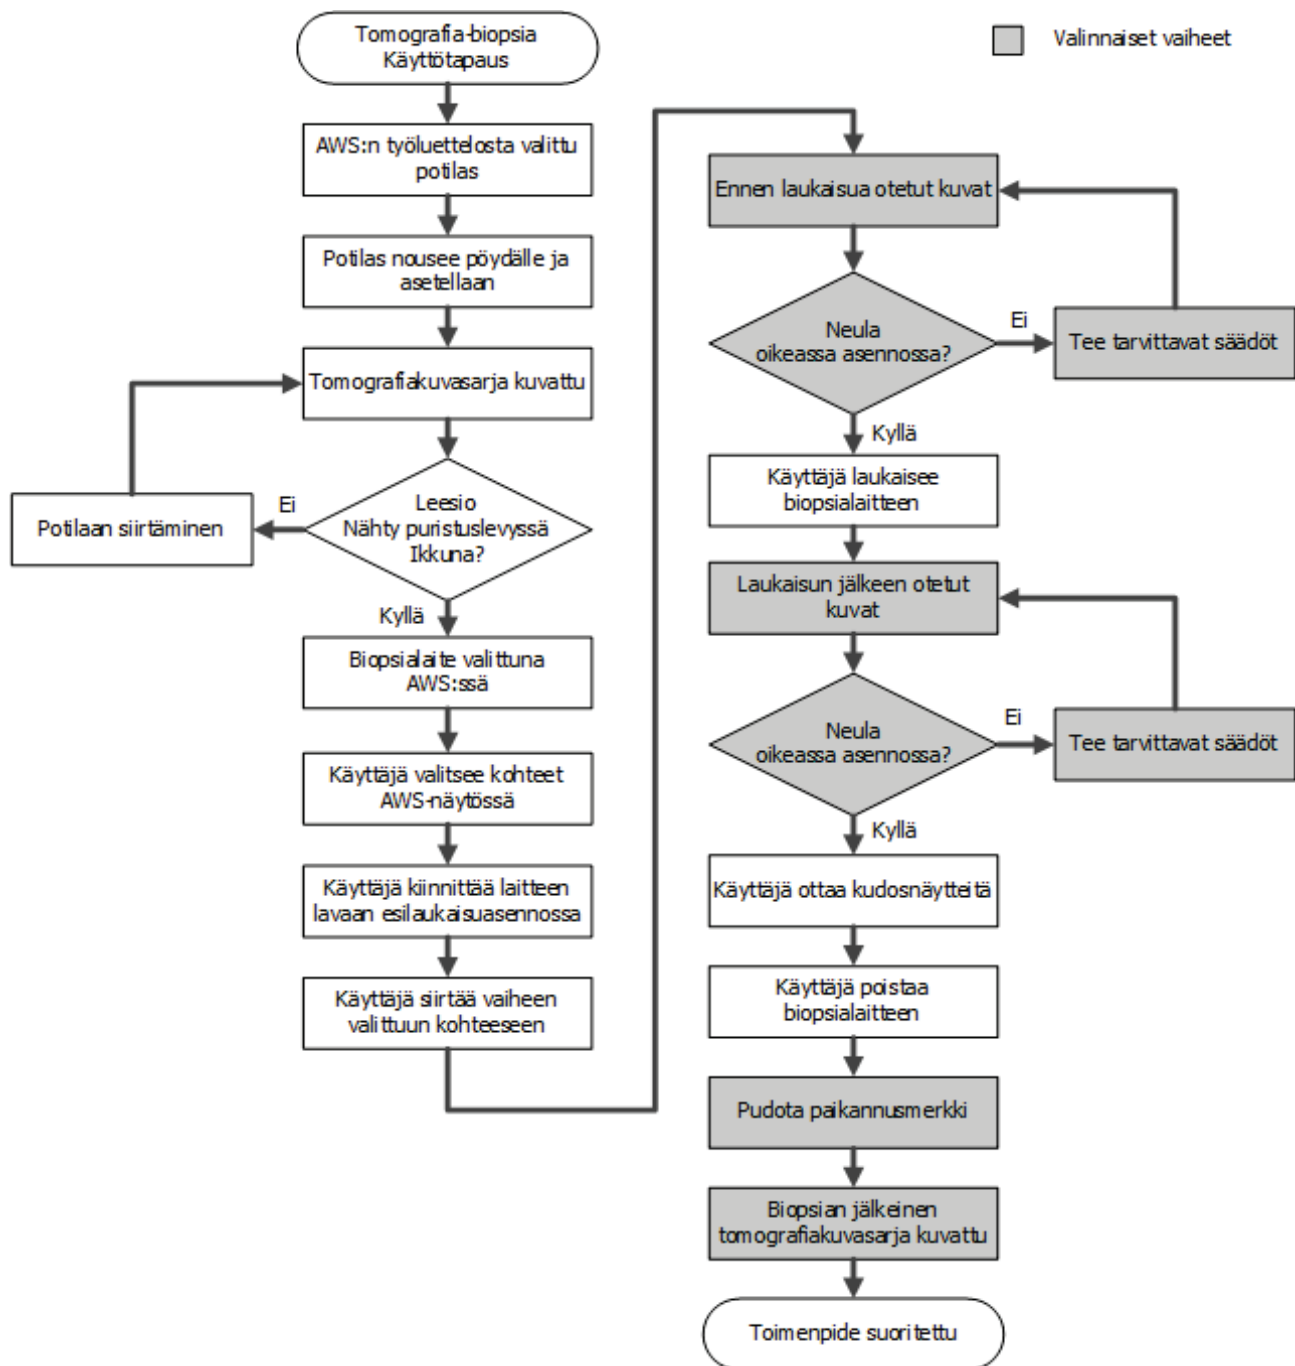 Tomografia-biopsia
Käyttötapaus
AWS:n työluettelosta valittu
potilas
Potilas nousee pöydälle ja
asetellaan
Tomografiakuvasarja kuvattu
Leesio
Nähty puristuslevyssä
Ikkuna?
Ei
Potilaan siirtäminen
Kyllä
Biopsialaite valittuna
AWS:ssä
Käyttäjä valitsee kohteet
AWS-näytössä
Käyttäjä kiinnittää laitteen
lavaan esilaukaisuasennossa
Käyttäjä siirtää vaiheen
valittuun kohteeseen
Valinnaiset vaiheet
Ennen laukaisua otetut kuvat
Neula
oikeassa asennossa?
Ei
Tee tarvittavat säädöt
Kyllä
Käyttäjä laukaisee
biopsialaitteen
Laukaisun jälkeen otetut
kuvat
Neula
oikeassa asennossa?
Ei
Tee tarvittavat säädöt
Kyllä
Käyttäjä ottaa kudosnäytteitä
Käyttäjä poistaa
biopsialaitteen
Pudota paikannusmerkki
Biopsian jälkeinen
tomografiakuvasarja kuvattu
Toimenpide suoritettu